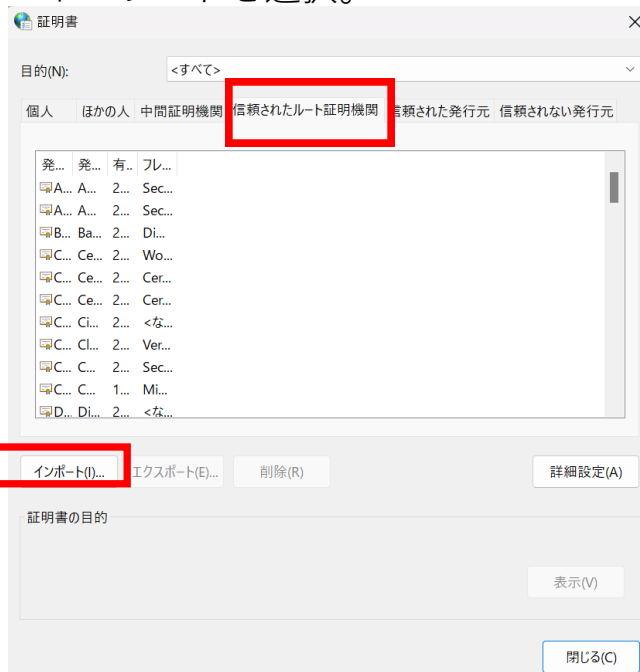 証明書
目的(N):
<すべて>
個人 ほかの人 中間証明機関 信頼されたルート証明機関 信頼された発行元 信頼されない発行元
発... 発... 有... フレ...
A... A... 2... Sec...
A... A... 2... Sec...
B... Ba... 2... Di...
C... Ce... 2... Wo...
C... Ce... 2... Cer...
C... Ce... 2... Cer...
C... Ci... 2... <な...
C... Cl... 2... Ver...
C... C... 2... Sec...
C... C... 1... Mi...
D... Di... 2... <な...
インポート(I)... エクスポート(E)... 削除(R) 詳細設定(A)
証明書の目的
表示(V)
閉じる(C)